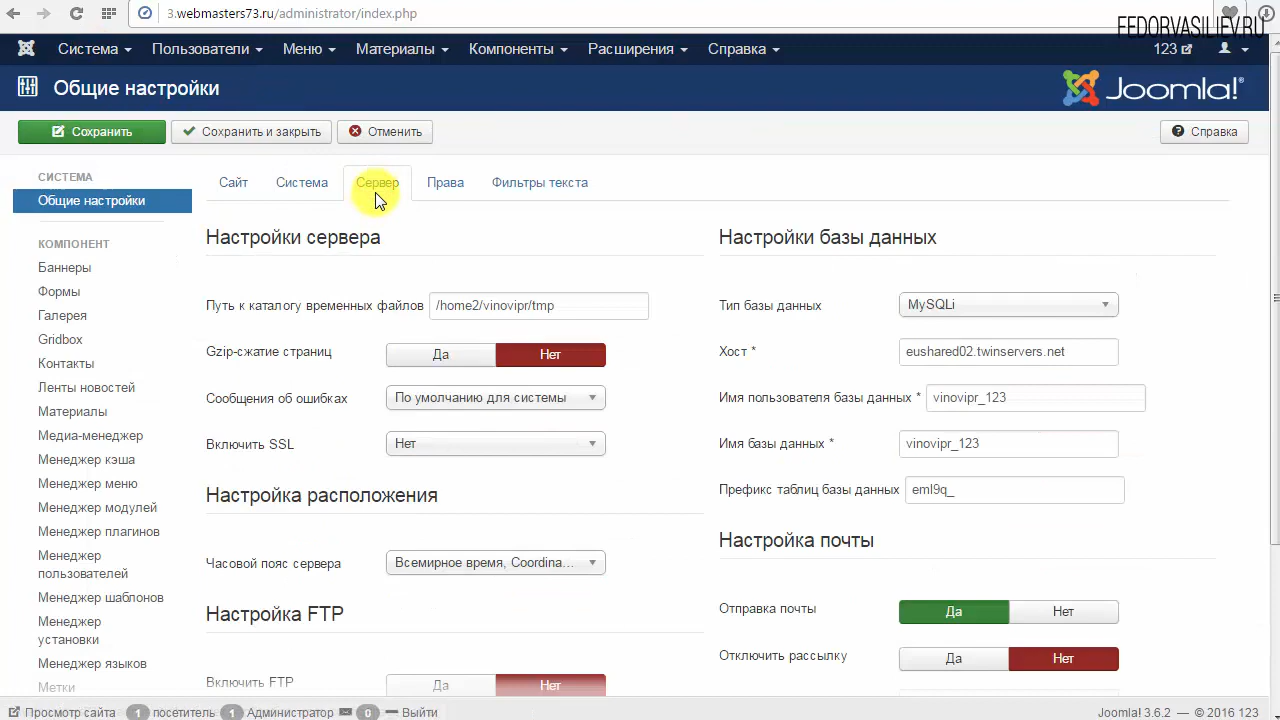 3.webmasters73.ru/administrator/index.php
FEDORVASILIEV.RU
Система Пользователи Меню Материалы Компоненты Расширения Справка 123
Общие настройки
Joomla!®
Сохранить Сохранить и закрыть Отменить Справка
СИСТЕМА
Общие настройки
КОМПОНЕНТ
Баннеры
Формы
Галерея
Gridbox
Контакты
Ленты новостей
Материалы
Медиа-менеджер
Менеджер кэша
Менеджер меню
Менеджер модулей
Менеджер плагинов
Менеджер
пользователей
Менеджер шаблонов
Менеджер
установки
Менеджер языков
Метки
Сайт Система Сервер Права Фильтры текста
Настройки сервера
Путь к каталогу временных файлов /home2/vinovipr/tmp
Gzip-сжатие страниц Да Нет
Сообщения об ошибках По умолчанию для системы
Включить SSL Нет
Настройка расположения
Часовой пояс сервера Всемирное время, Coordina...
Настройка FTP
Включить FTP Да Нет
Настройки базы данных
Тип базы данных MySQLi
Хост * eushared02.twinservers.net
Имя пользователя базы данных * vinovipr_123
Имя базы данных * vinovipr_123
Префикс таблиц базы данных eml9q_
Настройка почты
Отправка почты Да Нет
Отключить рассылку Да Нет
Просмотр сайта 1 посетитель 1 Администратор 0 Выйти Joomla! 3.6.2 — © 2016 123